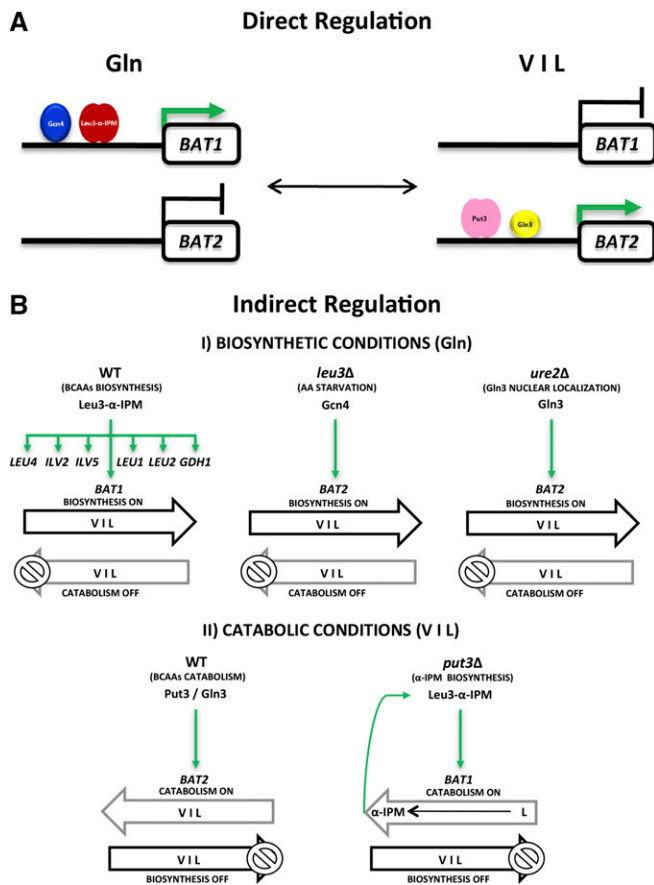 A
Direct Regulation
Gln
V I L
Gcn4
Leu3-α-IPM
BAT1
BAT1
BAT2
Put3
Gln3
BAT2
B
Indirect Regulation
I) BIOSYNTHETIC CONDITIONS (Gln)
WT
(BCAAs BIOSYNTHESIS)
Leu3-α-IPM
LEU4 ILV2 ILV5 LEU1 LEU2 GDH1
BAT1
BIOSYNTHESIS ON
V I L
V I L
CATABOLISM OFF
leu3Δ
(AA STARVATION)
Gcn4
BAT2
BIOSYNTHESIS ON
V I L
V I L
CATABOLISM OFF
ure2Δ
(Gln3 NUCLEAR LOCALIZATION)
Gln3
BAT2
BIOSYNTHESIS ON
V I L
V I L
CATABOLISM OFF
II) CATABOLIC CONDITIONS (V I L)
WT
(BCAAs CATABOLISM)
Put3 / Gln3
BAT2
CATABOLISM ON
V I L
V I L
BIOSYNTHESIS OFF
put3Δ
(α-IPM BIOSYNTHESIS)
Leu3-α-IPM
BAT1
CATABOLISM ON
α-IPM L
V I L
BIOSYNTHESIS OFF